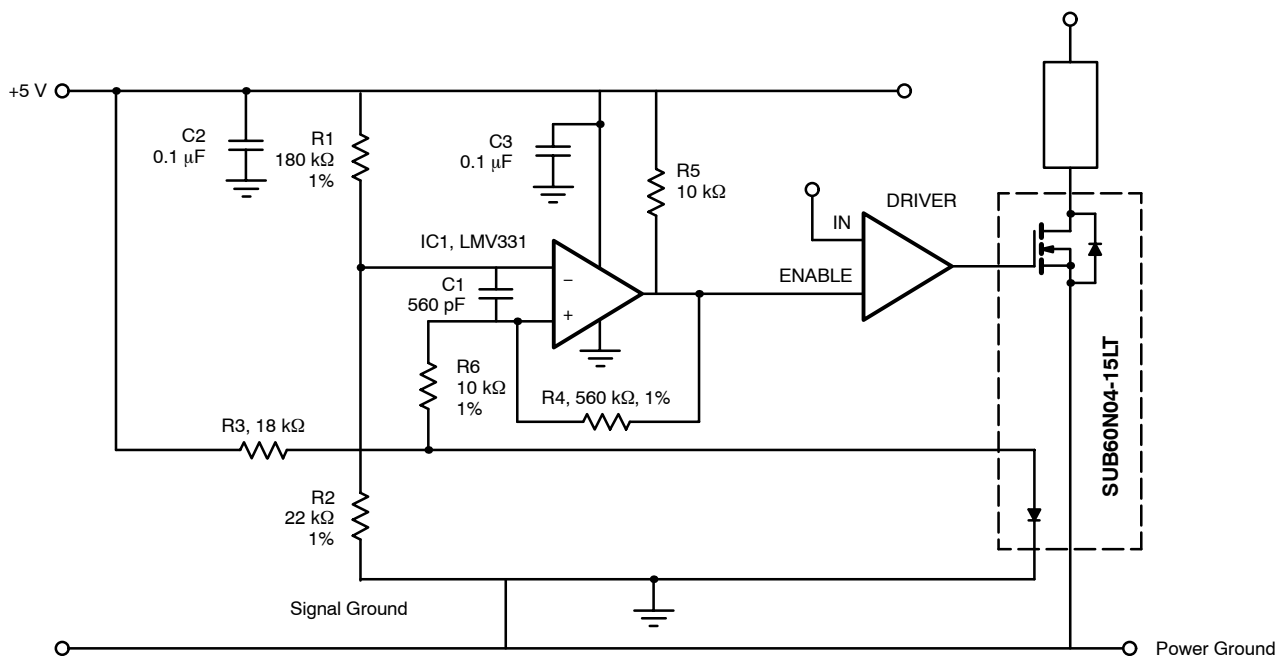 +5 V
C2
0.1 μF
R1
180 kΩ
1%
C3
0.1 μF
R5
10 kΩ
IN
DRIVER
IC1, LMV331
C1
560 pF
−
+
ENABLE
R6
10 kΩ
1%
R4, 560 kΩ, 1%
R3, 18 kΩ
SUB60N04-15LT
R2
22 kΩ
1%
Signal Ground
Power Ground